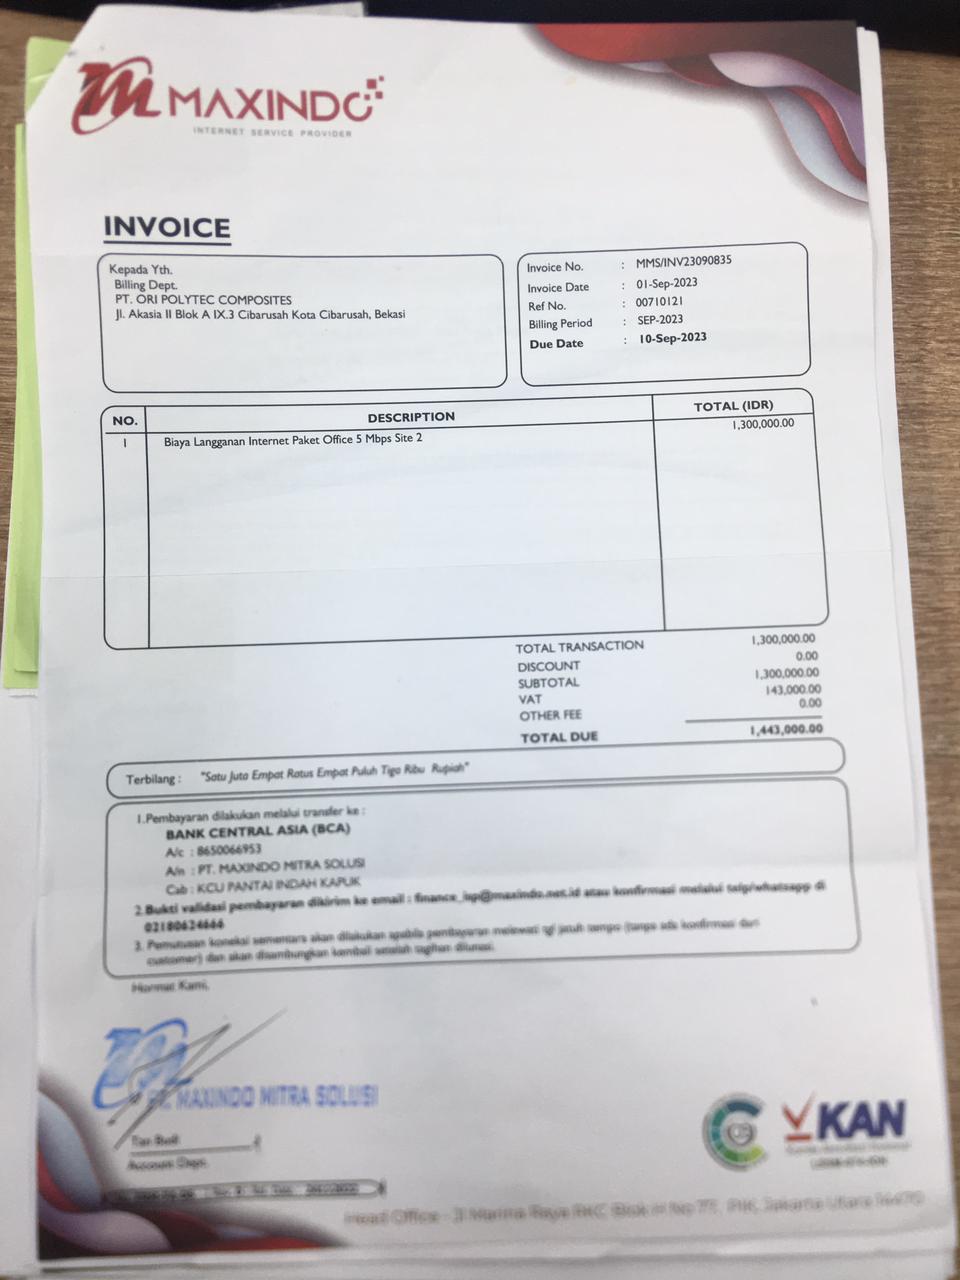 MAXINDO
INTERNET SERVICE PROVIDER
INVOICE
Kepada Yth.
Billing Dept.
PT. ORI POLYTEC COMPOSITES
Jl. Akasia II Blok A IX.3 Cibarusah Kota Cibarusah, Bekasi
Invoice No. : MMS/INV23090835
Invoice Date : 01-Sep-2023
Ref No. : 00710121
Billing Period : SEP-2023
Due Date : 10-Sep-2023
NO. DESCRIPTION TOTAL (IDR)
1 Biaya Langganan Internet Paket Office 5 Mbps Site 2 1,300,000.00
TOTAL TRANSACTION 1,300,000.00
DISCOUNT 0.00
SUBTOTAL 1,300,000.00
VAT 143,000.00
OTHER FEE 0.00
TOTAL DUE 1,443,000.00
Terbilang : "Satu Juta Empat Ratus Empat Puluh Tiga Ribu Rupiah"
1.Pembayaran dilakukan melalui transfer ke :
BANK CENTRAL ASIA (BCA)
A/c : 8650066953
A/n : PT. MAXINDO MITRA SOLUSI
Cab : KCU PANTAI INDAH KAPUK
2.Bukti validasi pembayaran dikirim ke email : finance_isp@maxindo.net.id atau konfirmasi melalui telp/whatsapp di
02180624666
3. Pemutusan koneksi sementara akan dilakukan apabila pembayaran melewati tgl jatuh tempo (tanpa ada konfirmasi dari
customer) dan akan disambungkan kembali setelah tagihan dilunasi.
Hormat Kami,
PT. MAXINDO MITRA SOLUSI
Account Dept.
KAN
Head Office - Jl Marina Raya RKC Blok H No 77, PIK, Jakarta Utara 14470